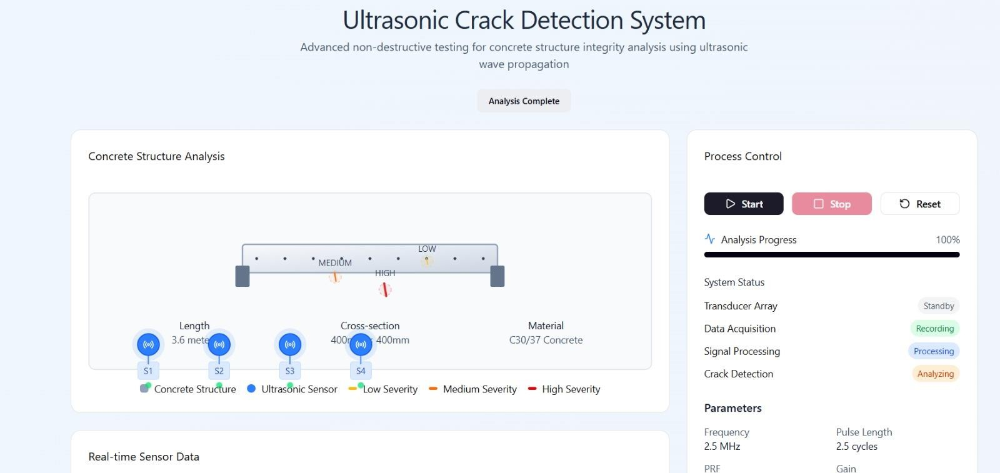 Ultrasonic Crack Detection System
Advanced non-destructive testing for concrete structure integrity analysis using ultrasonic
wave propagation
Analysis Complete
Concrete Structure Analysis
LOW
MEDIUM
HIGH
Length
3.6 mete
Cross-section
400m 400mm
Material
C30/37 Concrete
S1
S2
S3
S4
Concrete Structure
Ultrasonic Sensor
Low Severity
Medium Severity
High Severity
Real-time Sensor Data
Process Control
Start
Stop
Reset
Analysis Progress
100%
System Status
Transducer Array
Standby
Data Acquisition
Recording
Signal Processing
Processing
Crack Detection
Analyzing
Parameters
Frequency
2.5 MHz
Pulse Length
2.5 cycles
PRF
Gain